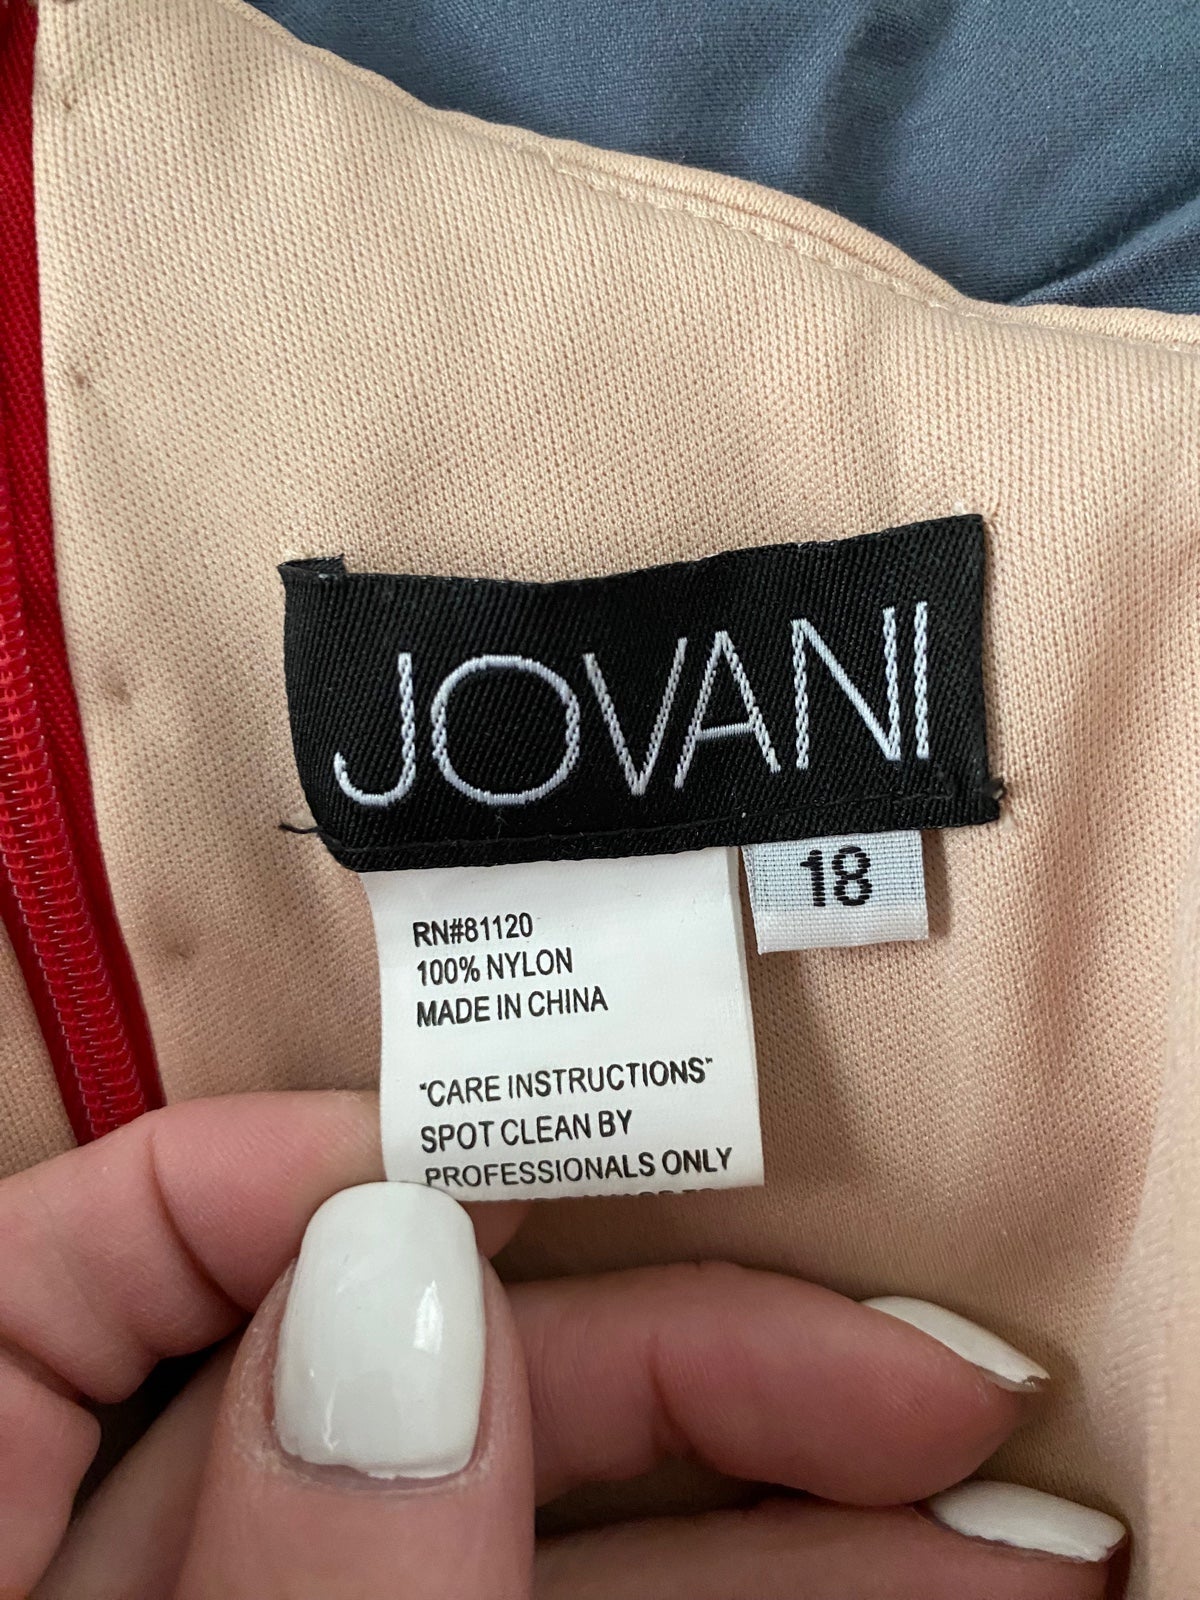 JOVANI
18
RN#81120
100% NYLON
MADE IN CHINA
"CARE INSTRUCTIONS"
SPOT CLEAN BY
PROFESSIONALS ONLY